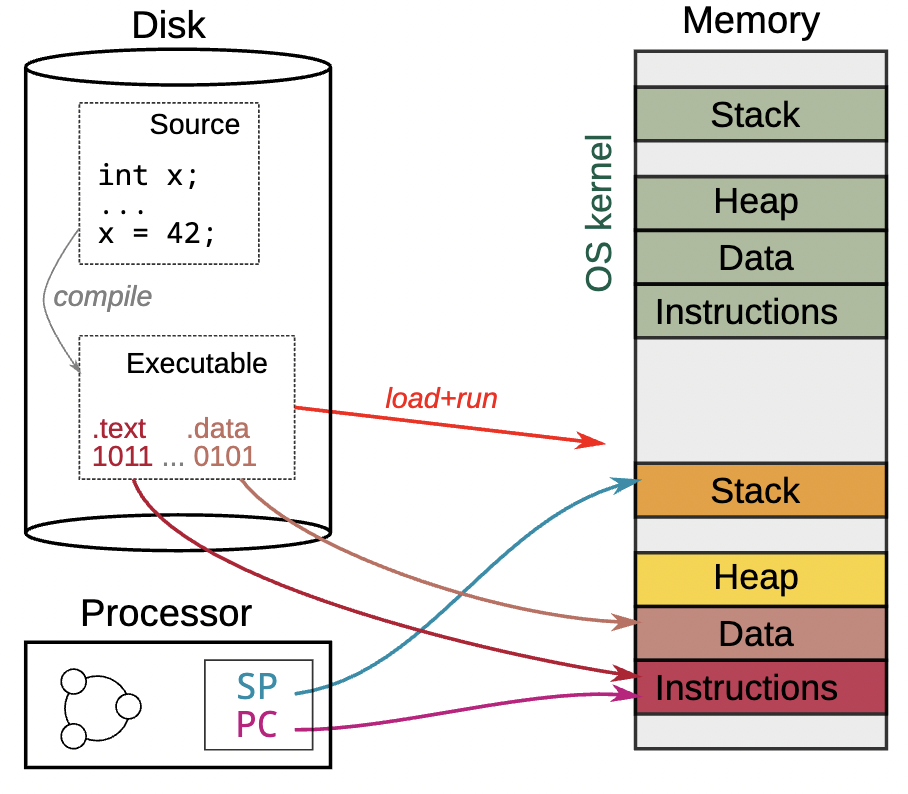 Disk
Source
int x;
...
x = 42;
compile
Executable
.text .data
1011 ... 0101
load+run
Processor
SP
PC
Memory
OS kernel
Stack
Heap
Data
Instructions
Stack
Heap
Data
Instructions